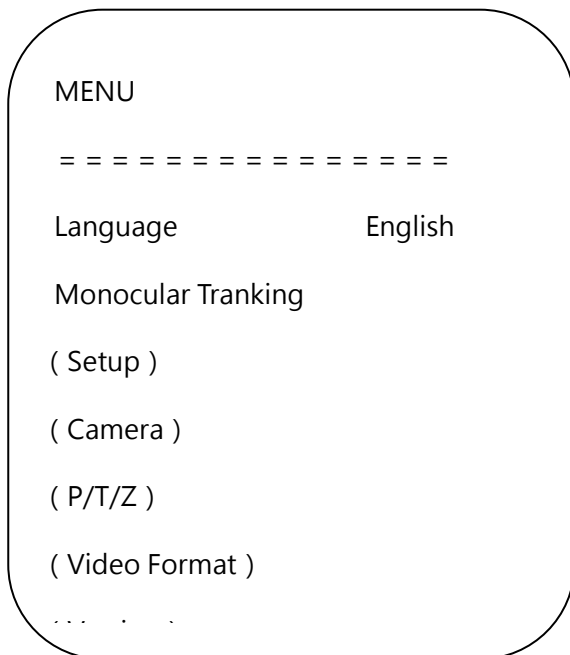 MENU
= = = = = = = = = = = = = = =
Language English
Monocular Tranking
( Setup )
( Camera )
( P/T/Z )
( Video Format )